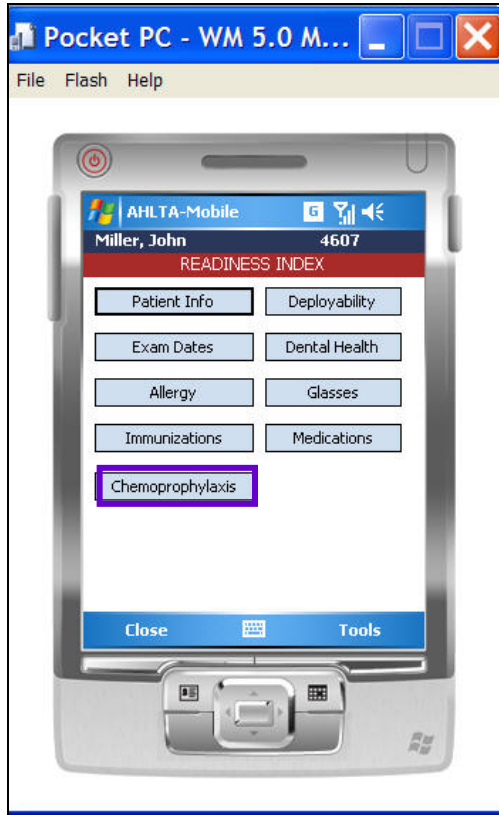 Pocket PC - WM 5.0 M...
File Flash Help
AHLTA-Mobile G
Miller, John 4607
READINESS INDEX
Patient Info Deployability
Exam Dates Dental Health
Allergy Glasses
Immunizations Medications
Chemoprophylaxis
Close Tools